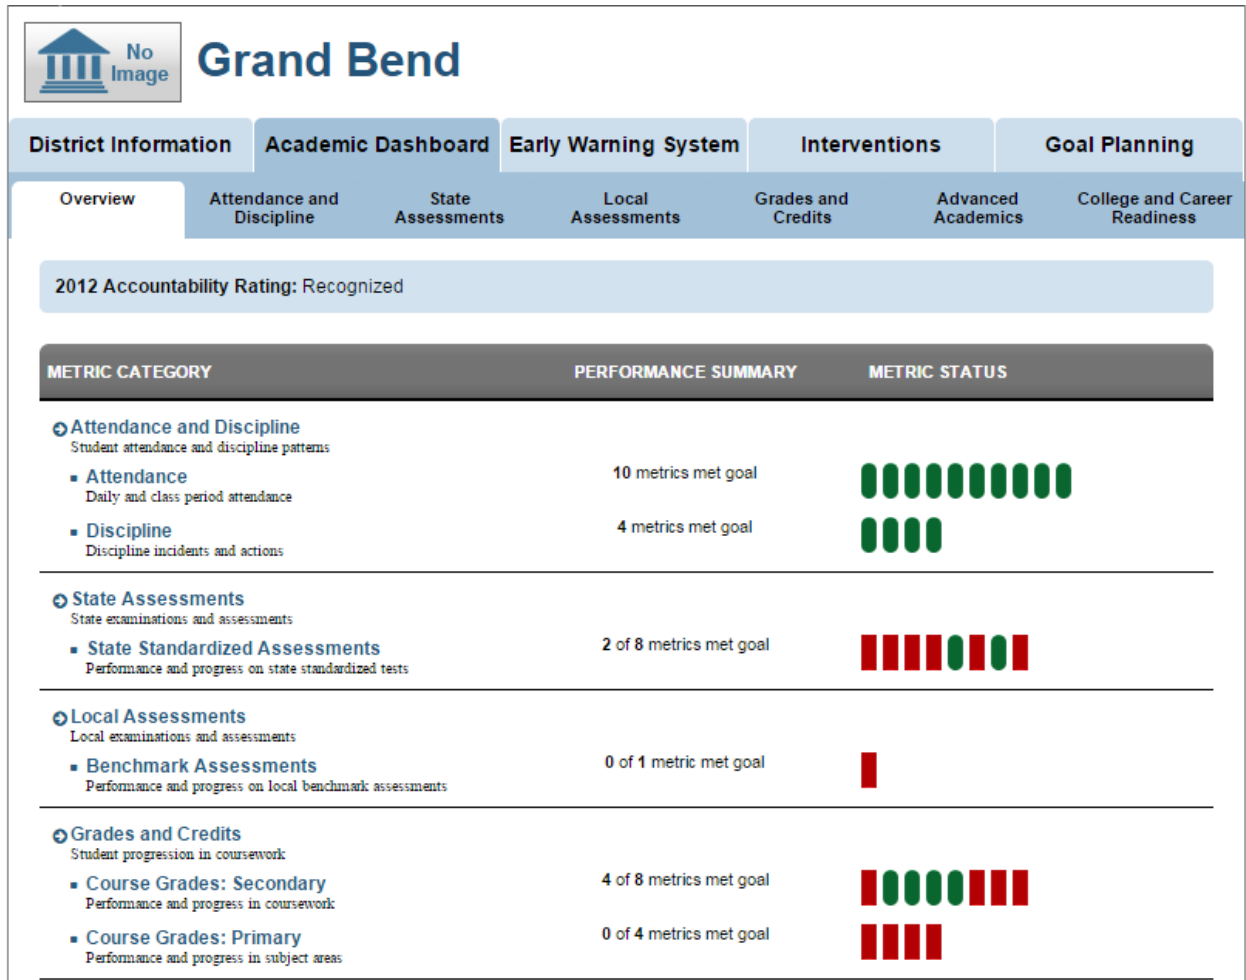 No
Image
Grand Bend
District Information Academic Dashboard Early Warning System Interventions Goal Planning
Overview Attendance and Discipline State Assessments Local Assessments Grades and Credits Advanced Academics College and Career Readiness
2012 Accountability Rating: Recognized
METRIC CATEGORY PERFORMANCE SUMMARY METRIC STATUS
Attendance and Discipline
Student attendance and discipline patterns
Attendance 10 metrics met goal
Daily and class period attendance
Discipline 4 metrics met goal
Discipline incidents and actions
State Assessments
State examinations and assessments
State Standardized Assessments 2 of 8 metrics met goal
Performance and progress on state standardized tests
Local Assessments
Local examinations and assessments
Benchmark Assessments 0 of 1 metric met goal
Performance and progress on local benchmark assessments
Grades and Credits
Student progression in coursework
Course Grades: Secondary 4 of 8 metrics met goal
Performance and progress in coursework
Course Grades: Primary 0 of 4 metrics met goal
Performance and progress in subject areas